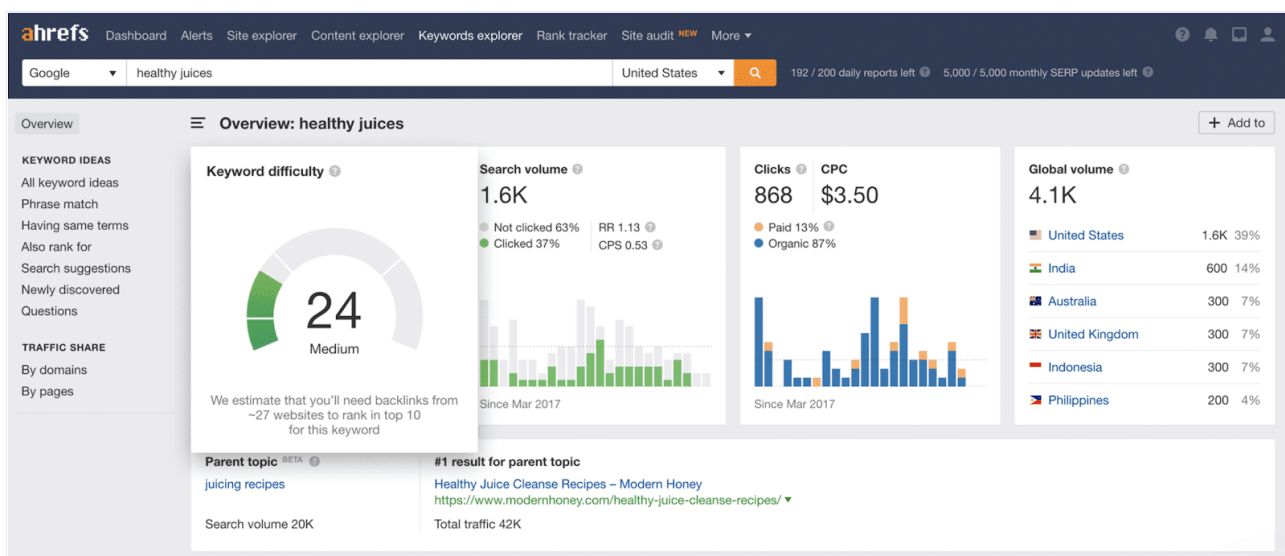 ahrefs Dashboard Alerts Site explorer Content explorer Keywords explorer Rank tracker Site audit NEW More
Google healthy juices United States 192 / 200 daily reports left 5,000 / 5,000 monthly SERP updates left
Overview
KEYWORD IDEAS
All keyword ideas
Phrase match
Having same terms
Also rank for
Search suggestions
Newly discovered
Questions
TRAFFIC SHARE
By domains
By pages
Overview: healthy juices
+ Add to
Keyword difficulty
24
Medium
We estimate that you'll need backlinks from
~27 websites to rank in top 10
for this keyword
Search volume
1.6K
Not clicked 63% RR 1.13
Clicked 37% CPS 0.53
Since Mar 2017
Clicks CPC
868 $3.50
Paid 13%
Organic 87%
Since Mar 2017
Global volume
4.1K
United States 1.6K 39%
India 600 14%
Australia 300 7%
United Kingdom 300 7%
Indonesia 300 7%
Philippines 200 4%
Parent topic BETA
juicing recipes
Search volume 20K
#1 result for parent topic
Healthy Juice Cleanse Recipes – Modern Honey
https://www.modernhoney.com/healthy-juice-cleanse-recipes/
Total traffic 42K